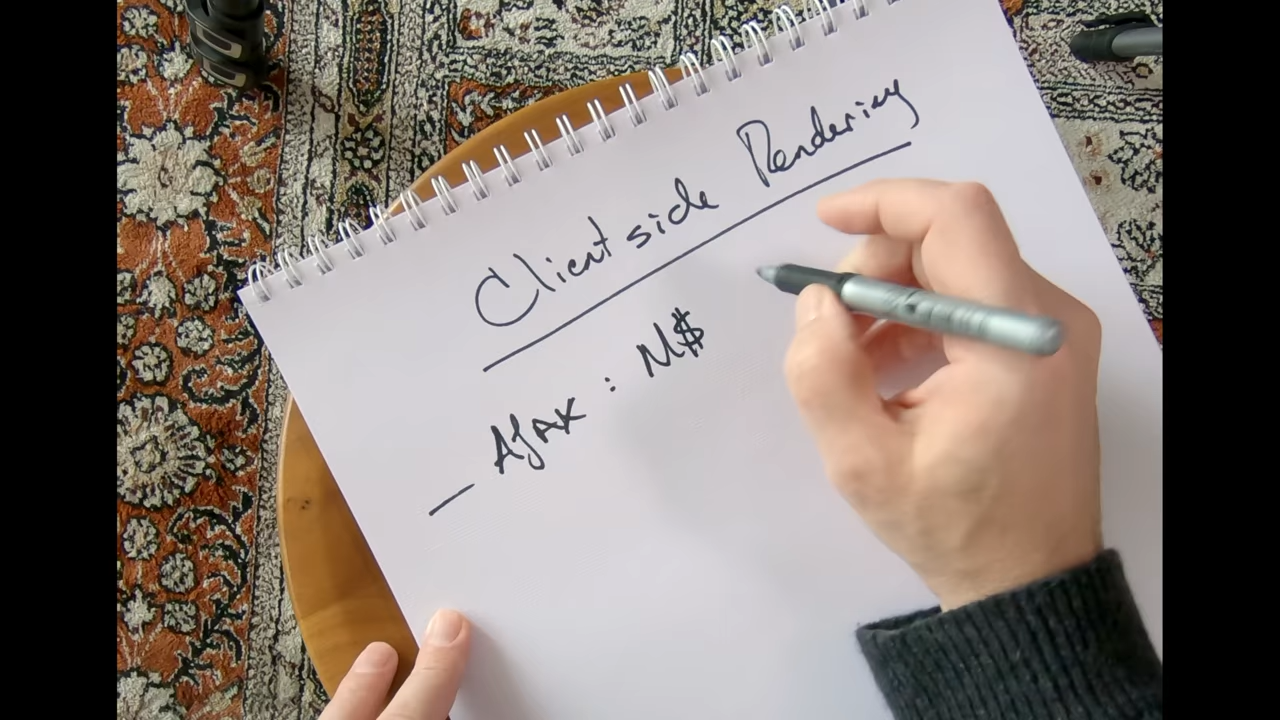 Client side Rendering
— AJAX : M$